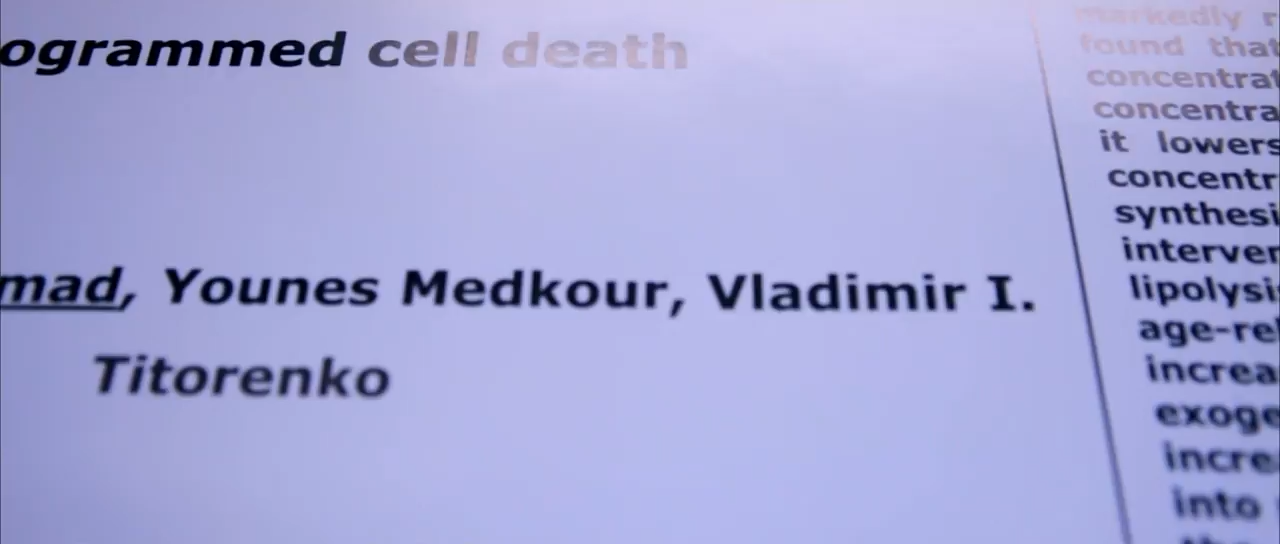 ogrammed cell death
mad, Younes Medkour, Vladimir I.
Titorenko
markedly r
found that
concentrat
concentra
it lowers
concentr
synthesi
interver
lipolysi
age-re
increa
exoge
incre
into